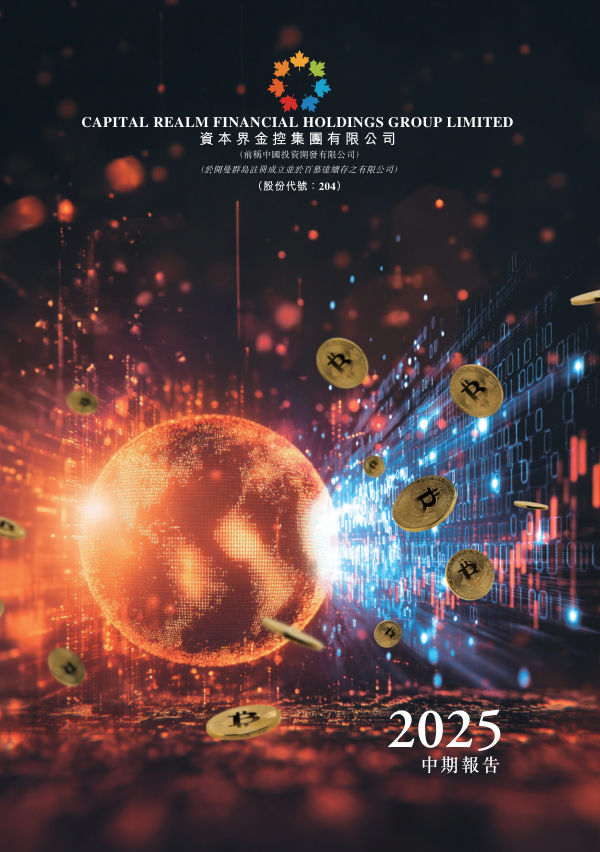 CAPITAL REALM FINANCIAL HOLDINGS GROUP LIMITED
資本界金控集團有限公司
(前稱中國投資開發有限公司)
(於開曼群島註冊成立並於百慕達續存之有限公司)
(股份代號：204)
2025
中期報告